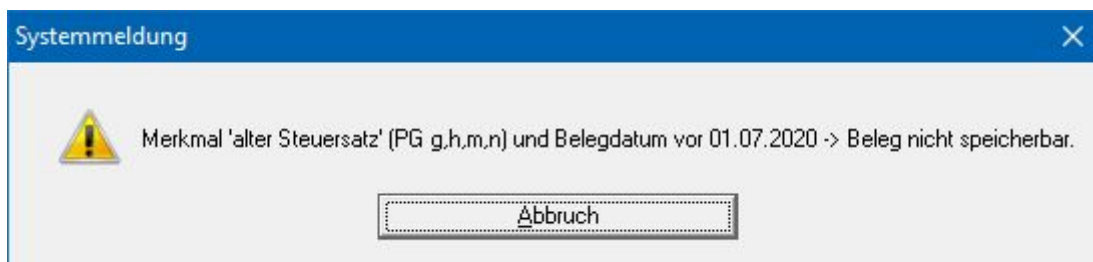 Systemmeldung
Merkmal 'alter Steuersatz' (PG g,h,m,n) und Belegdatum vor 01.07.2020 -> Beleg nicht speicherbar.
Abbruch